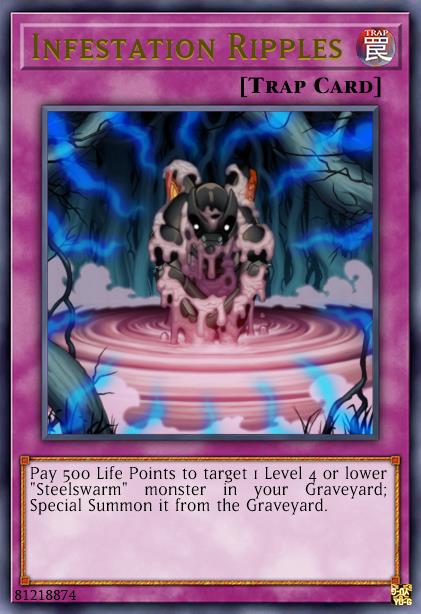 Infestation Ripples
TRAP
罠
[Trap Card]
Pay 500 Life Points to target 1 Level 4 or lower
"Steelswarm" monster in your Graveyard;
Special Summon it from the Graveyard.
81218874